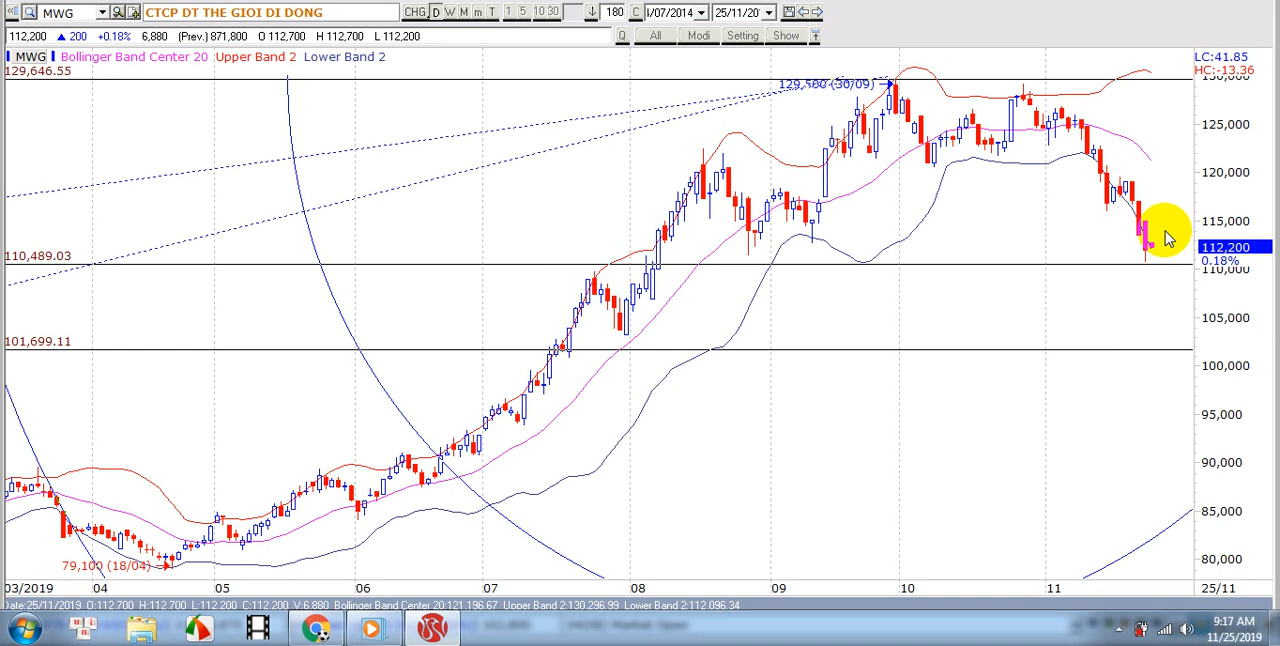 MWG CTCP DT THE GIOI DI DONG CHG D W M m T 1 5 10 30 180 C /07/2014 25/11/20
112,200 ▲ 200 +0.18% 6,880 (Prev.) 871,800 O 112,700 H 112,700 L 112,200 Q All Modi Setting Show
MWG Bollinger Band Center 20 Upper Band 2 Lower Band 2 LC:41.85
129,646.55 HC:-13.36
130,000
129,500 (30/09)
125,000
120,000
115,000
112,200
110,489.03 0.18%
110,000
105,000
101,699.11
100,000
95,000
90,000
85,000
79,100 (18/04) 80,000
03/2019 04 05 06 07 08 09 10 11 25/11
Date:25/11/2019 O:112,700 H:112,700 L:112,200 C:112,200 V:6,880 Bollinger Band Center 20:121,196.67 Upper Band 2:130,296.99 Lower Band 2:112,096.34
9:17 AM
11/25/2019